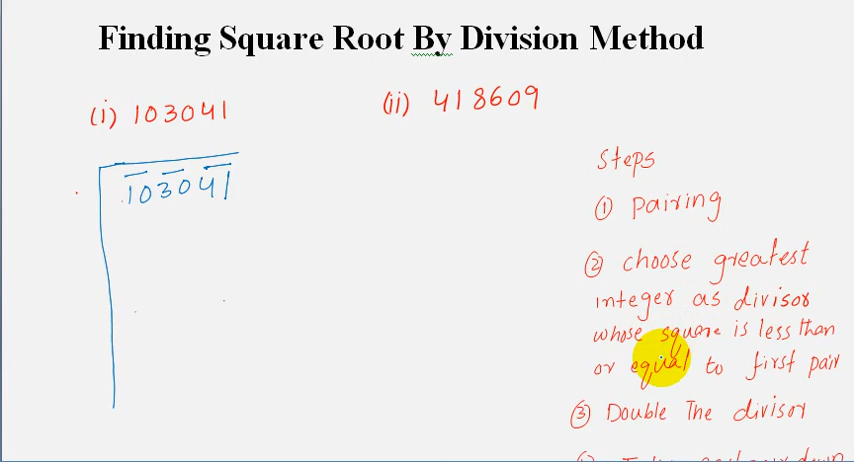 Finding Square Root By Division Method
(i) 103041
(ii) 418609
103041
Steps
① Pairing
② choose greatest
integer as divisor
whose square is less than
or equal to first pair
③ Double The divisor